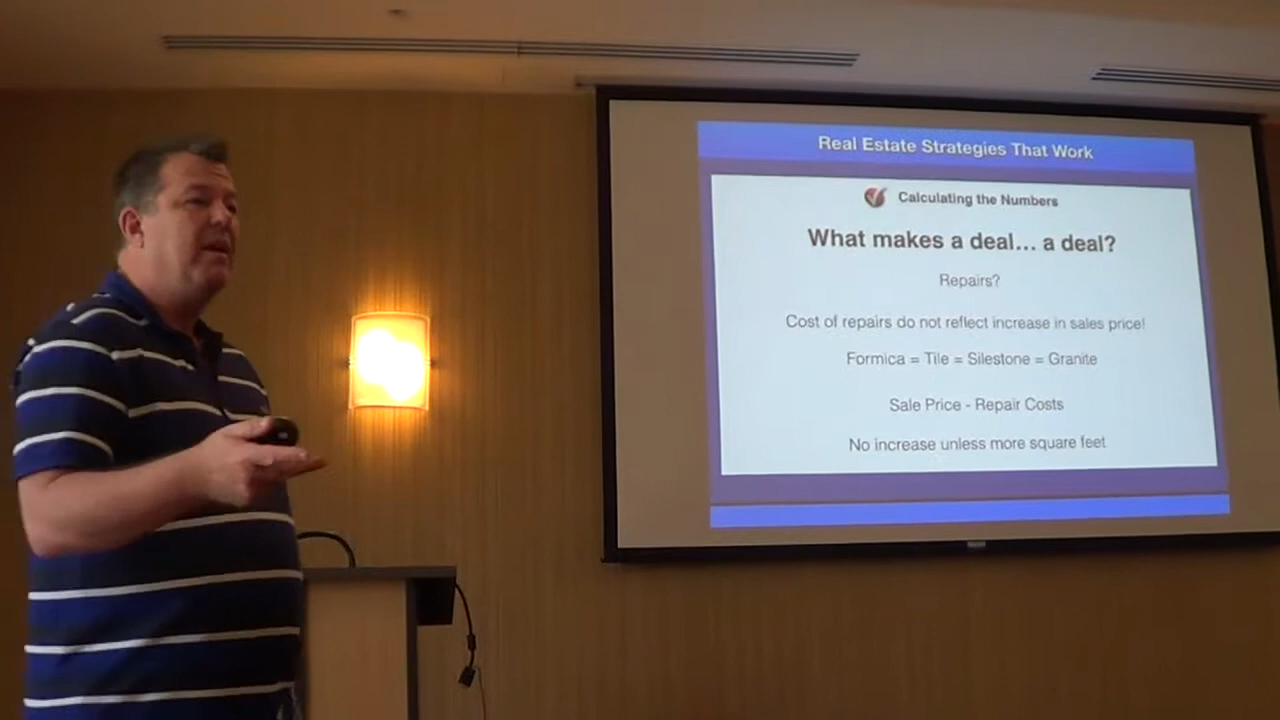 Real Estate Strategies That Work
Calculating the Numbers
What makes a deal... a deal?
Repairs?
Cost of repairs do not reflect increase in sales price!
Formica = Tile = Silestone = Granite
Sale Price - Repair Costs
No increase unless more square feet